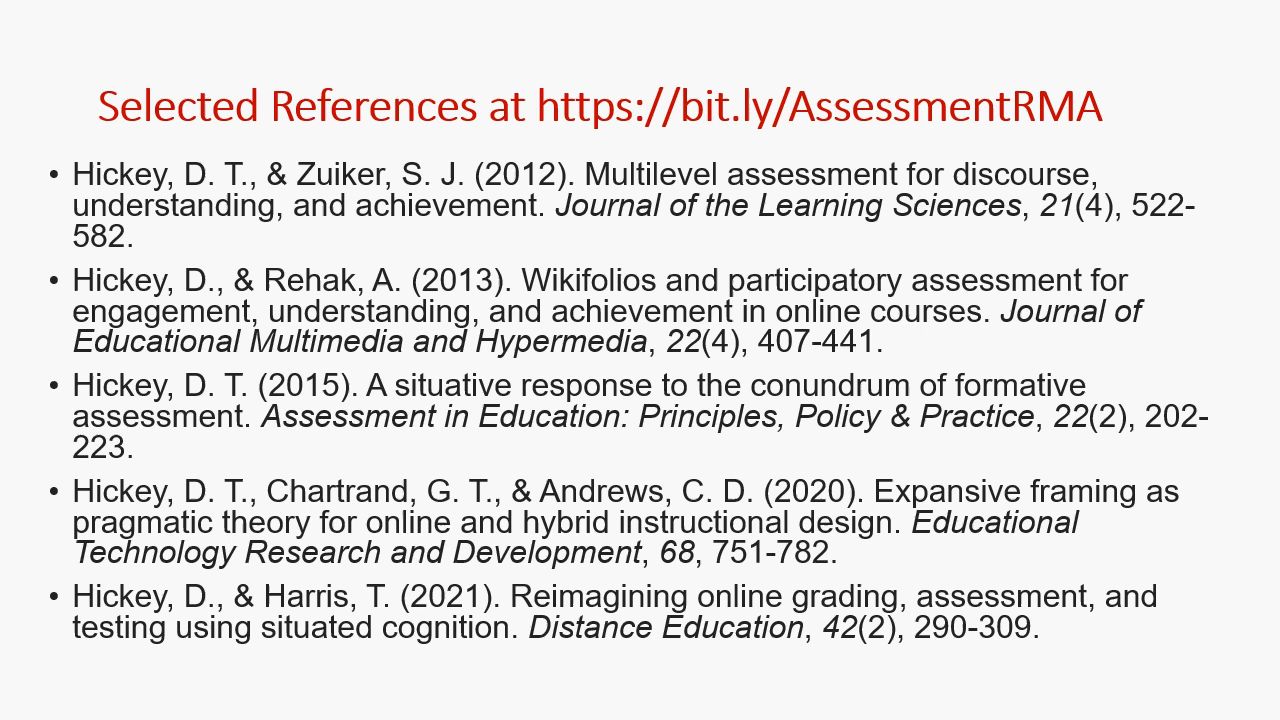 Selected References at https://bit.ly/AssessmentRMA
• Hickey, D. T., & Zuiker, S. J. (2012). Multilevel assessment for discourse,
understanding, and achievement. Journal of the Learning Sciences, 21(4), 522-
582.
• Hickey, D., & Rehak, A. (2013). Wikifolios and participatory assessment for
engagement, understanding, and achievement in online courses. Journal of
Educational Multimedia and Hypermedia, 22(4), 407-441.
• Hickey, D. T. (2015). A situative response to the conundrum of formative
assessment. Assessment in Education: Principles, Policy & Practice, 22(2), 202-
223.
• Hickey, D. T., Chartrand, G. T., & Andrews, C. D. (2020). Expansive framing as
pragmatic theory for online and hybrid instructional design. Educational
Technology Research and Development, 68, 751-782.
• Hickey, D., & Harris, T. (2021). Reimagining online grading, assessment, and
testing using situated cognition. Distance Education, 42(2), 290-309.